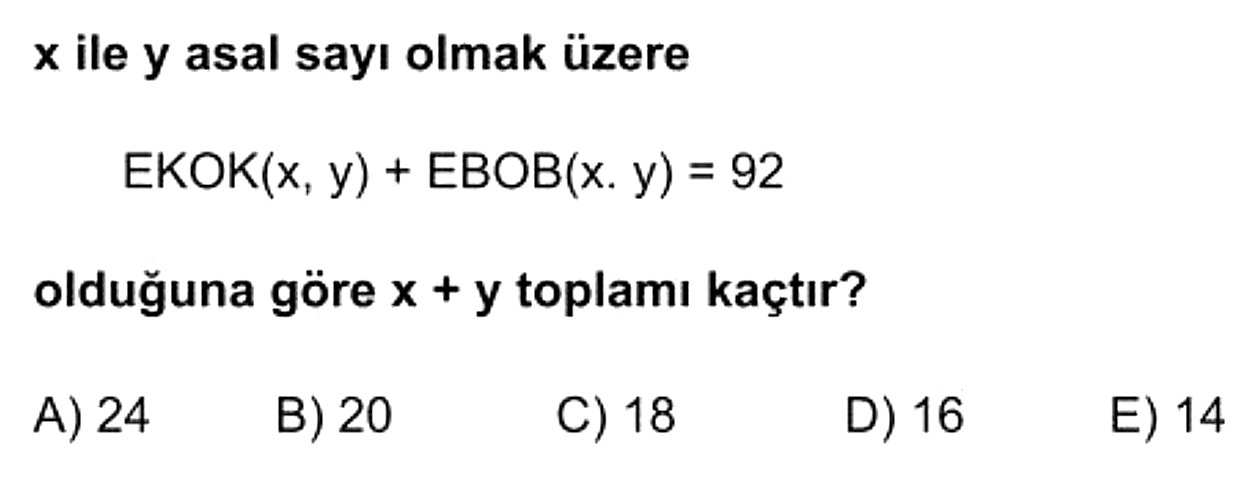 x ile y asal sayı olmak üzere
EKOK(x, y) + EBOB(x. y) = 92
olduğuna göre x + y toplamı kaçtır?
A) 24 B) 20 C) 18 D) 16 E) 14